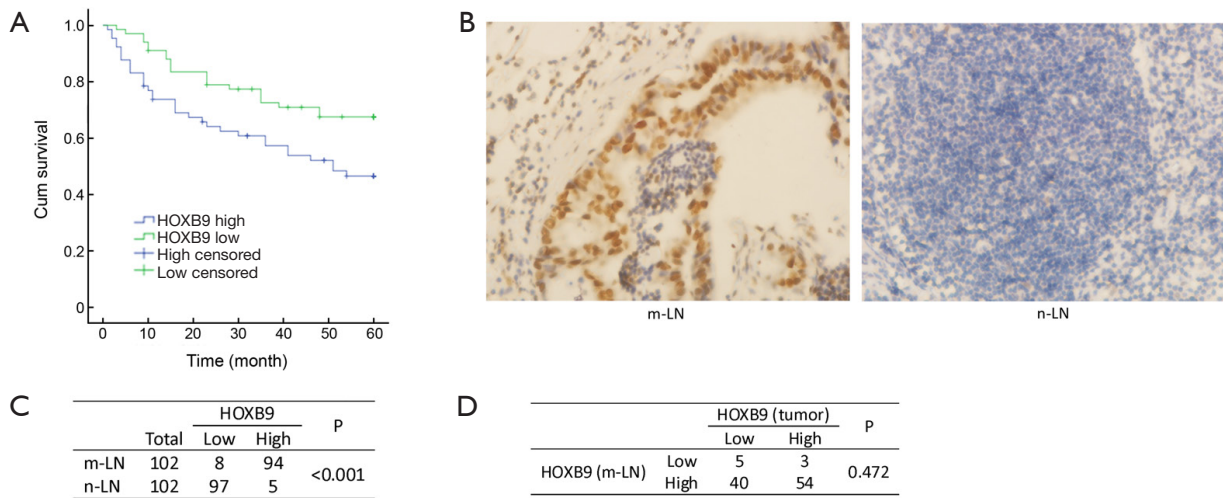 A
Cum survival
1.0
0.8
0.6
0.4
0.2
0
HOXB9 high
HOXB9 low
High censored
Low censored
0 10 20 30 40 50 60
Time (month)
B
m-LN n-LN
C
HOXB9 P
Total Low High
m-LN 102 8 94
<0.001
n-LN 102 97 5
D
HOXB9 (tumor) P
Low High
HOXB9 (m-LN) Low 5 3 0.472
High 40 54